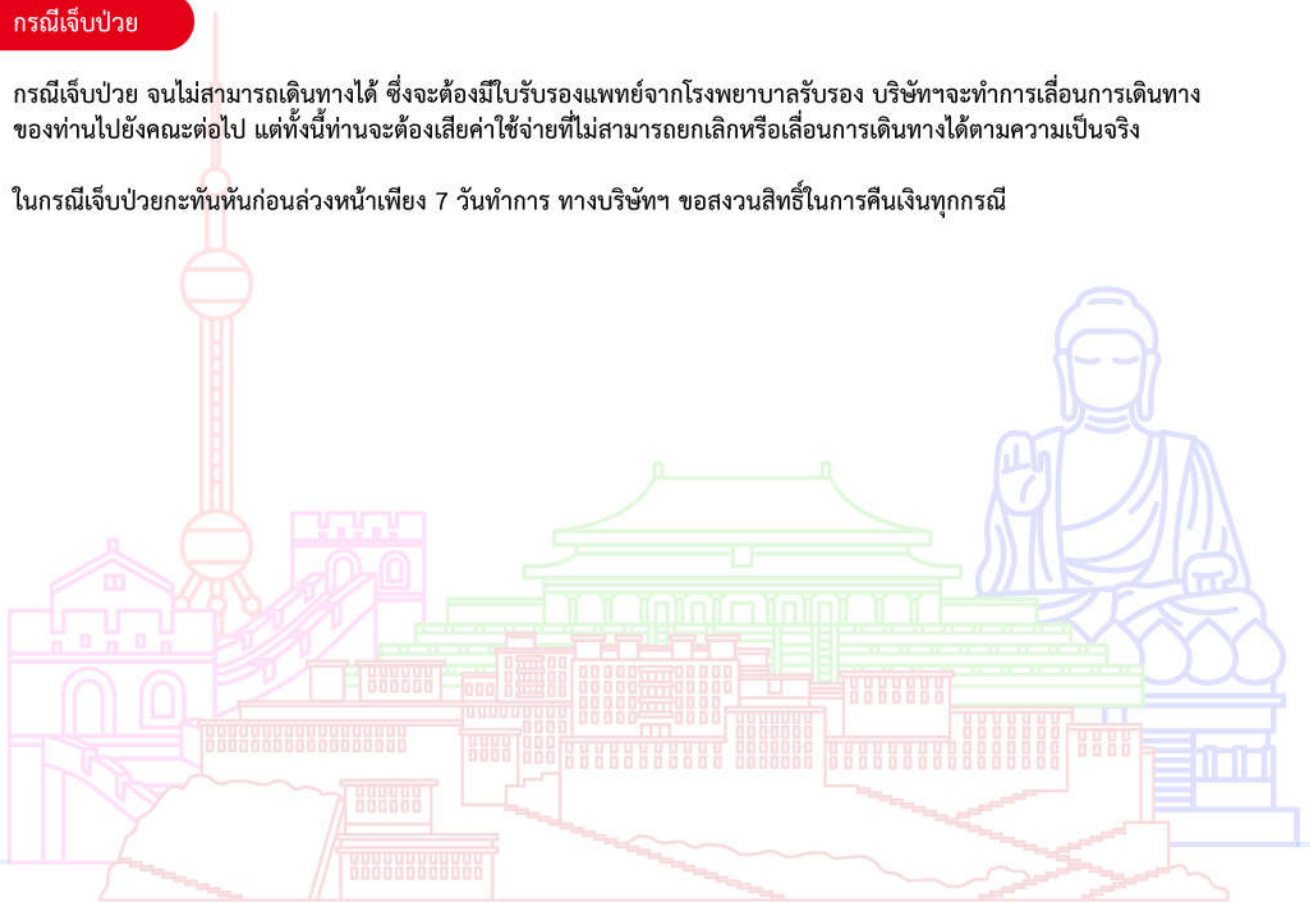 กรณีเจ็บป่วย
กรณีเจ็บป่วย จนไม่สามารถเดินทางได้ ซึ่งจะต้องมีใบรับรองแพทย์จากโรงพยาบาลรับรอง บริษัทฯจะทำการเลื่อนการเดินทาง
ของท่านไปยังคณะต่อไป แต่ทั้งนี้ท่านจะต้องเสียค่าใช้จ่ายที่ไม่สามารถยกเลิกหรือเลื่อนการเดินทางได้ตามความเป็นจริง
ในกรณีเจ็บป่วยกะทันหันก่อนล่วงหน้าเพียง 7 วันทำการ ทางบริษัทฯ ขอสงวนสิทธิ์ในการคืนเงินทุกกรณี